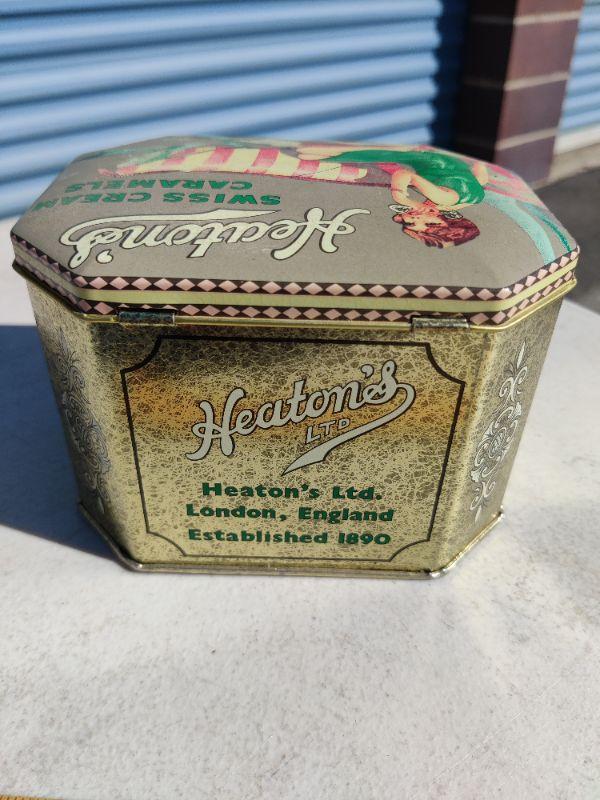 Heaton's
SWISS CREAM
CARAMELS
Heaton's
LTD
Heaton's Ltd.
London, England
Established 1890